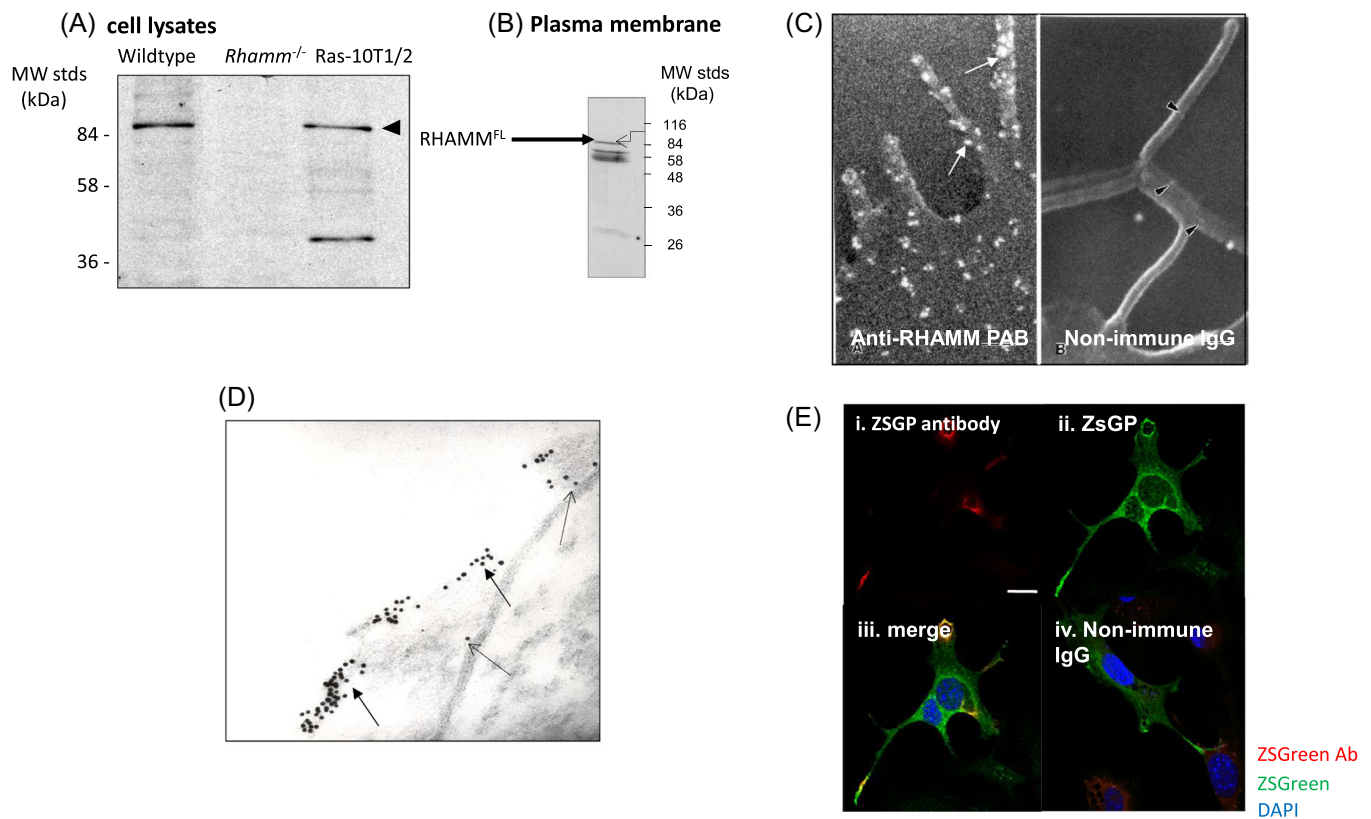 (A) cell lysates
Wildtype Rhamm-/- Ras-10T1/2
MW stds
(kDa)
84 -
58 -
36 -
(B) Plasma membrane
MW stds
(kDa)
RHAMMFL
116
84
58
48
36
26
(C)
Anti-RHAMM PAB
A
Non-immune IgG
B
(D)
(E)
i. ZSGP antibody
ii. ZsGP
iii. merge
iv. Non-immune
IgG
ZSGreen Ab
ZSGreen
DAPI